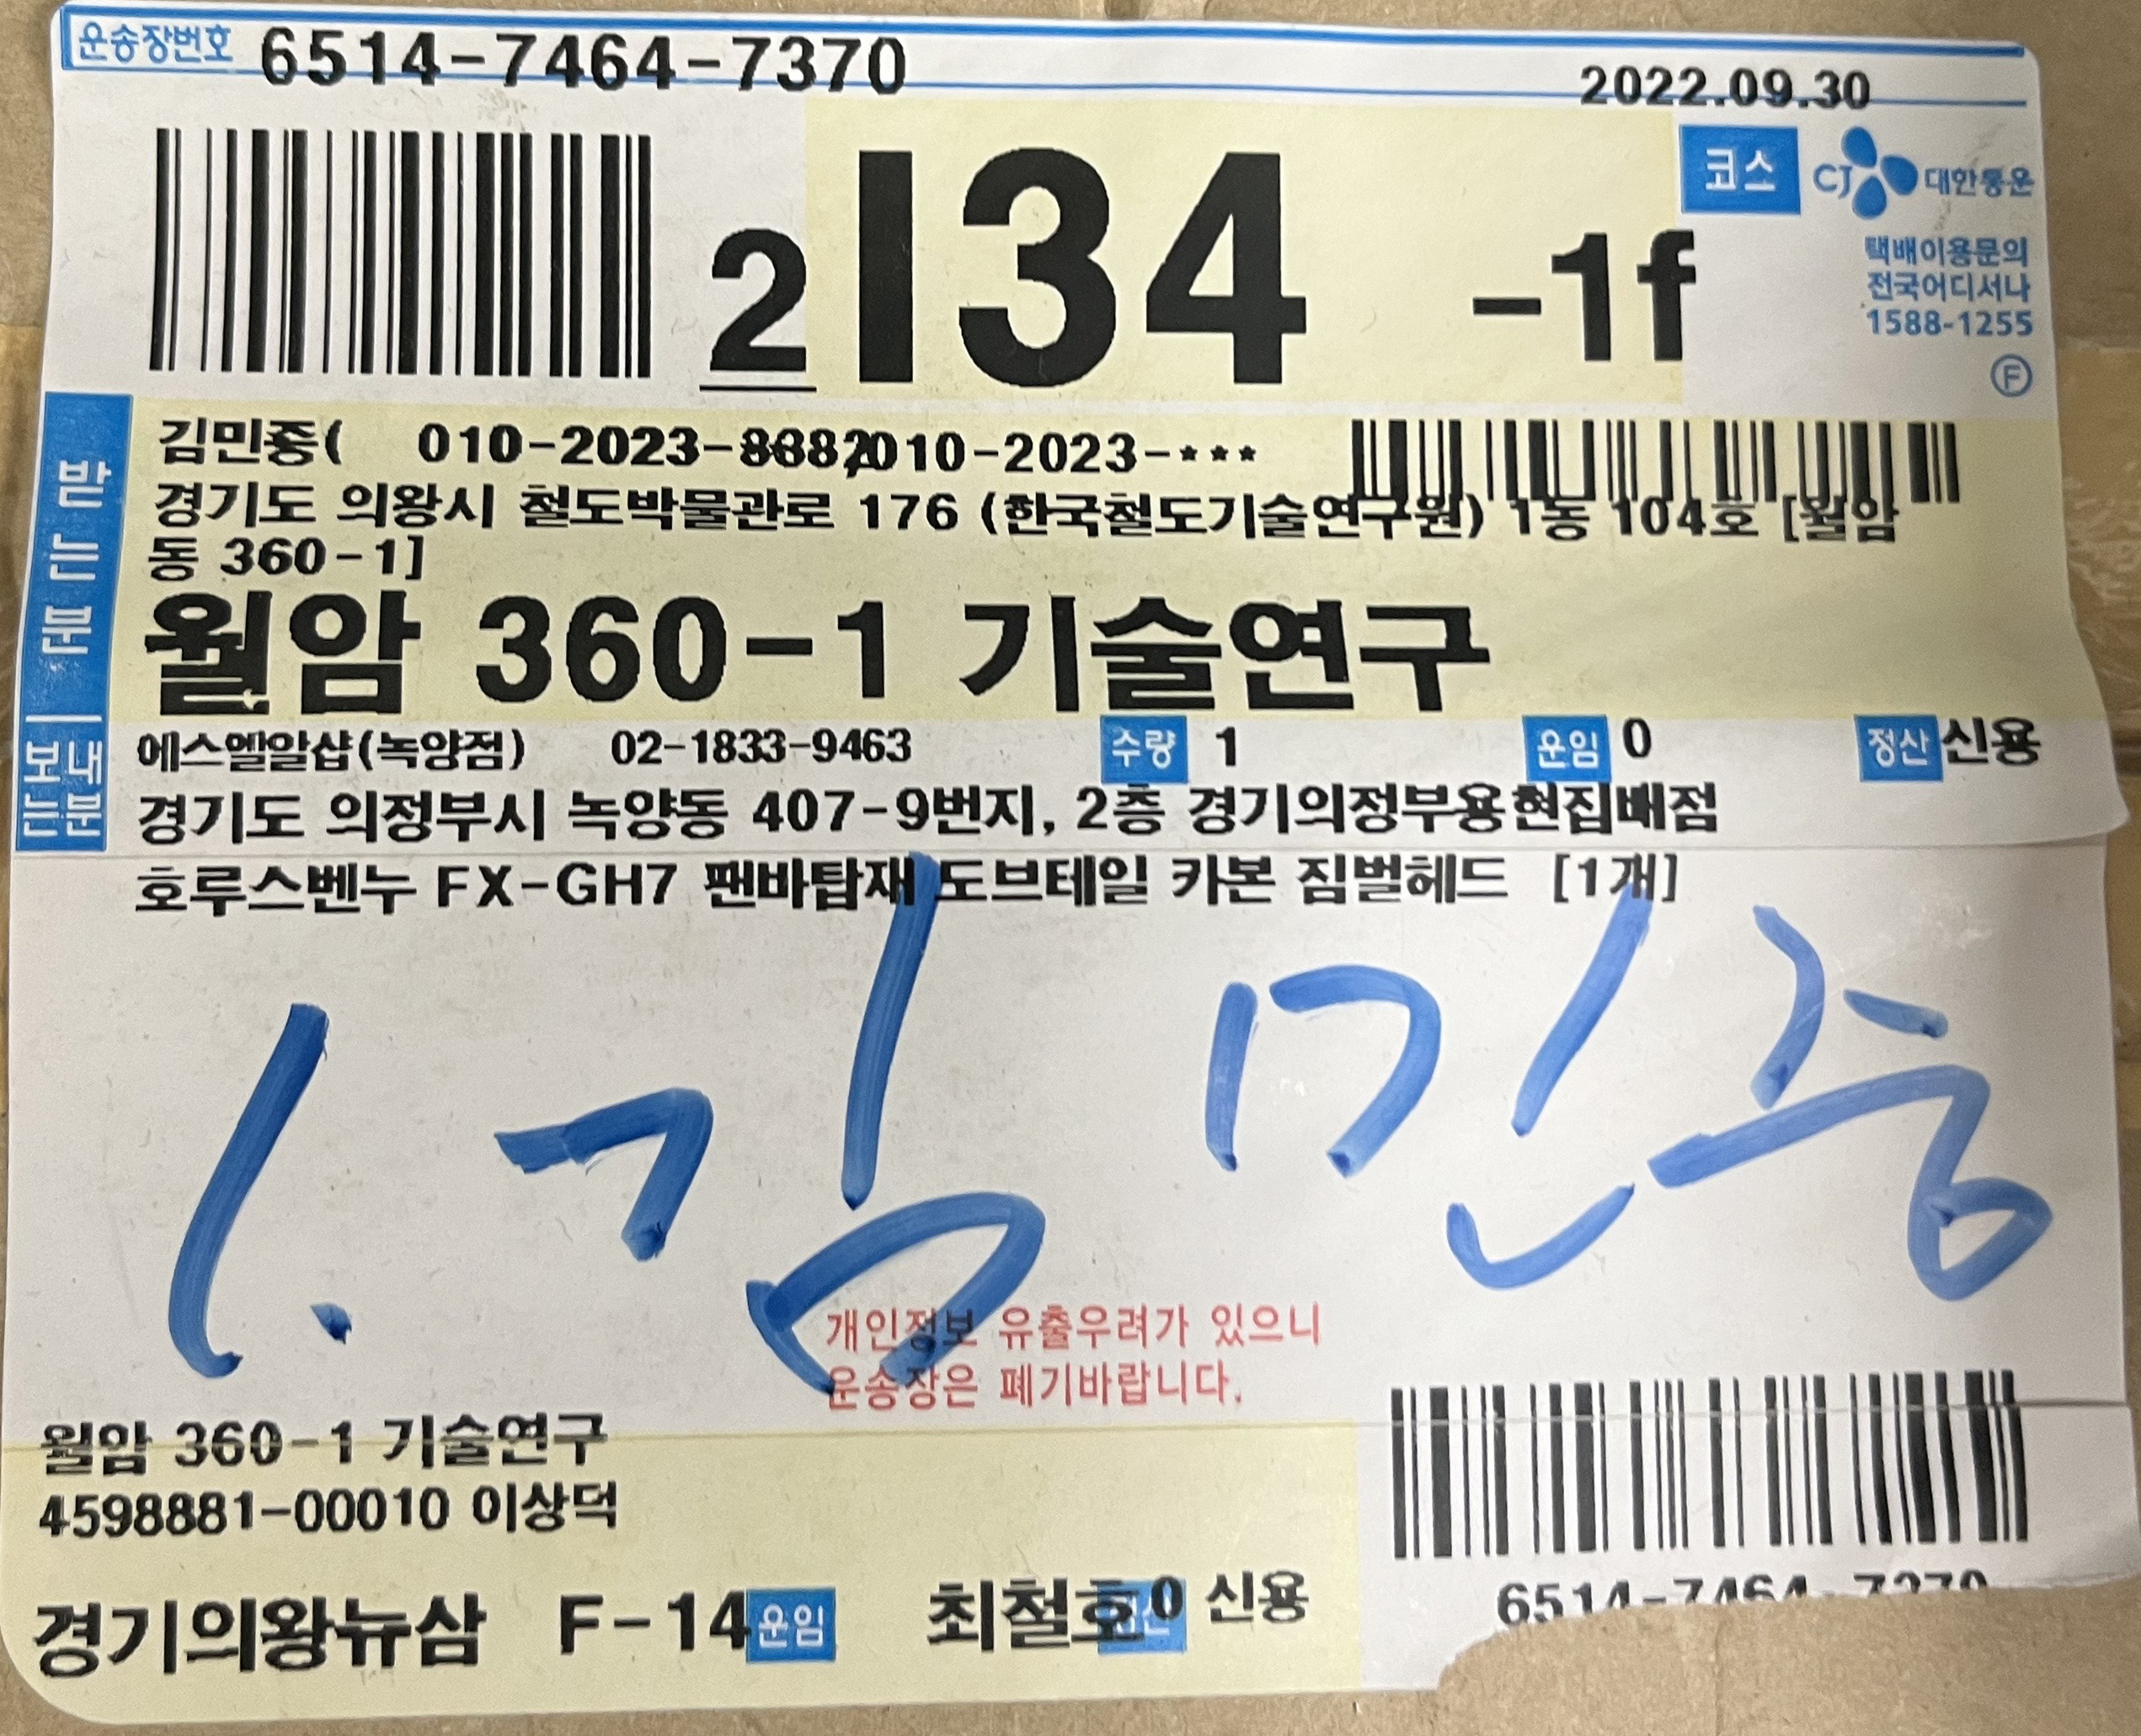 운송장번호 6514-7464-7370
2022.09.30
2 I34 -1f
코스 CJ 대한통운
택배이용문의
전국어디서나
1588-1255
F
받는분
김민종( 010-2023- 010-2023-***
경기도 의왕시 철도박물관로 176 (한국철도기술연구원) 1동 104호 [월암
동 360-1]
월암 360-1 기술연구
보내는분
에스엘알샵(녹양점) 02-1833-9463 수량 1 운임 0 정산 신용
경기도 의정부시 녹양동 407-9번지, 2층 경기의정부용현집배점
호루스벤누 FX-GH7 팬바탑재 도브테일 카본 짐벌헤드 [1개]
1. 김민종
개인정보 유출우려가 있으니
운송장은 폐기바랍니다.
월암 360-1 기술연구
4598881-00010 이상덕
경기의왕뉴삼 F-14 운임 최철호 0 신용
6514-7464-7370